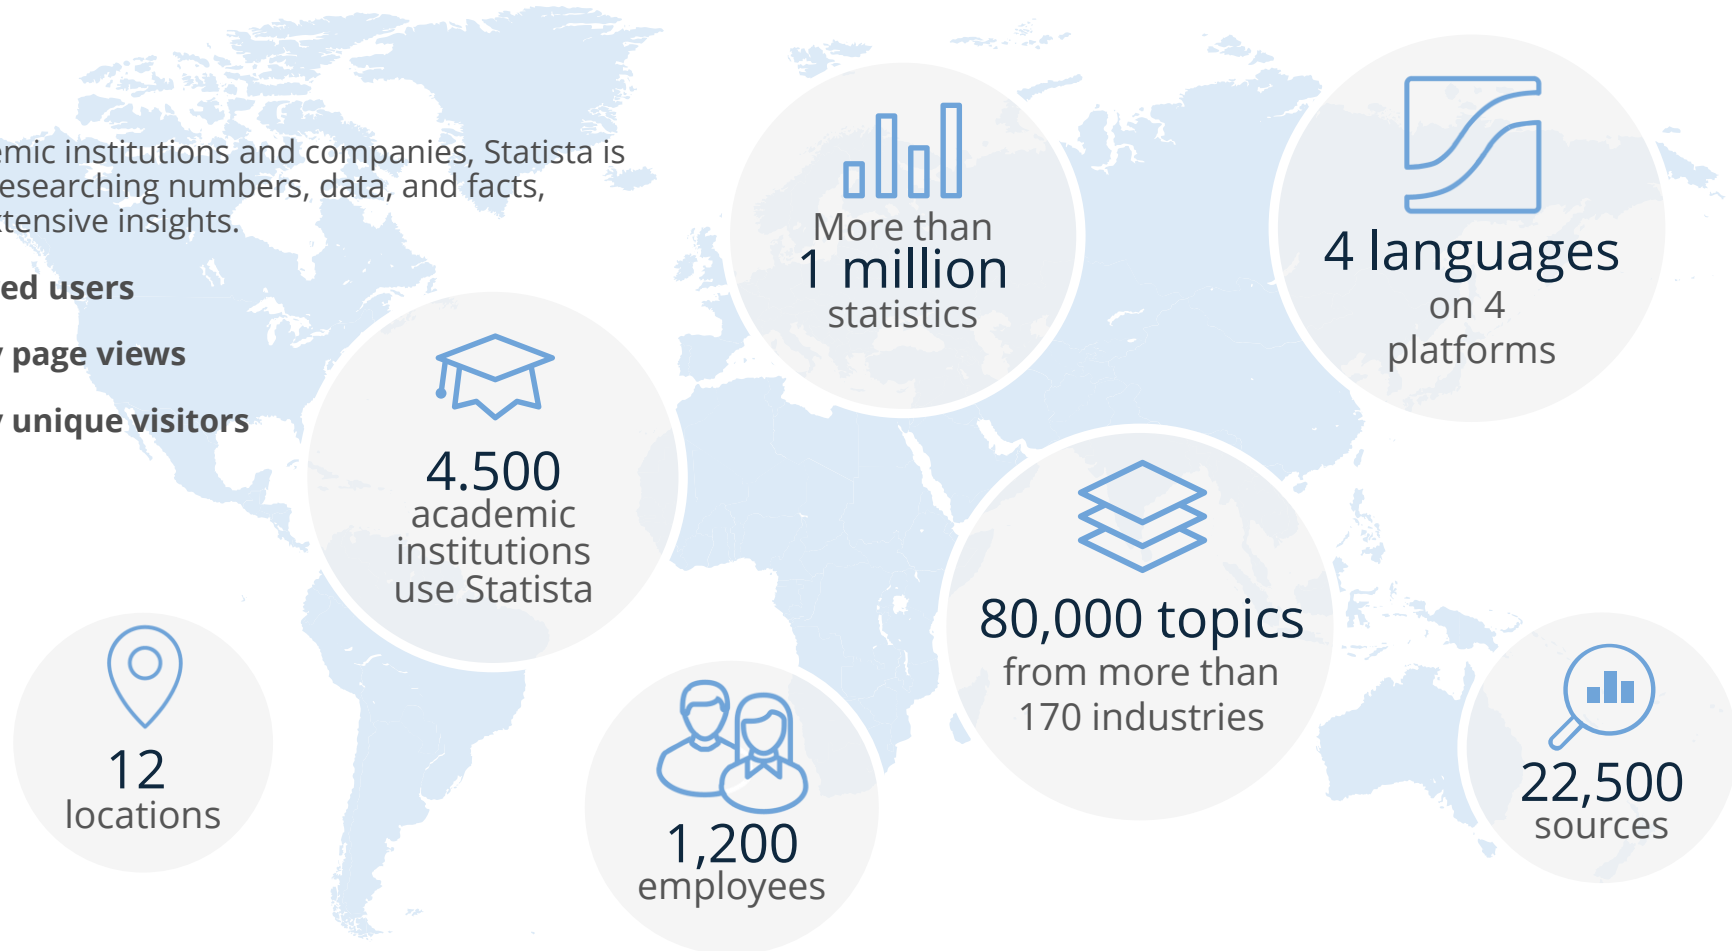 emic institutions and companies, Statista is
researching numbers, data, and facts,
xtensive insights.
ed users
y page views
y unique visitors
More than
1 million
statistics
4 languages
on 4
platforms
4.500
academic
institutions
use Statista
80,000 topics
from more than
170 industries
12
locations
1,200
employees
22,500
sources